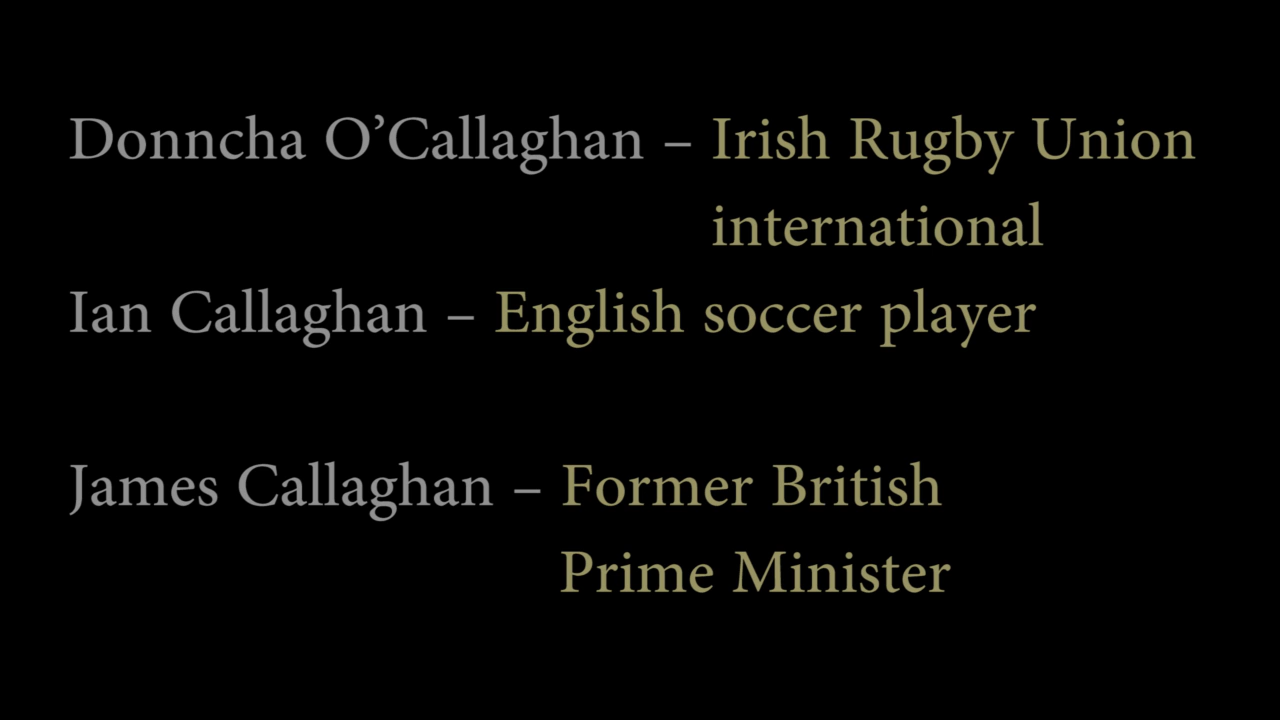 Donncha O’Callaghan – Irish Rugby Union
international
Ian Callaghan – English soccer player
James Callaghan – Former British
Prime Minister